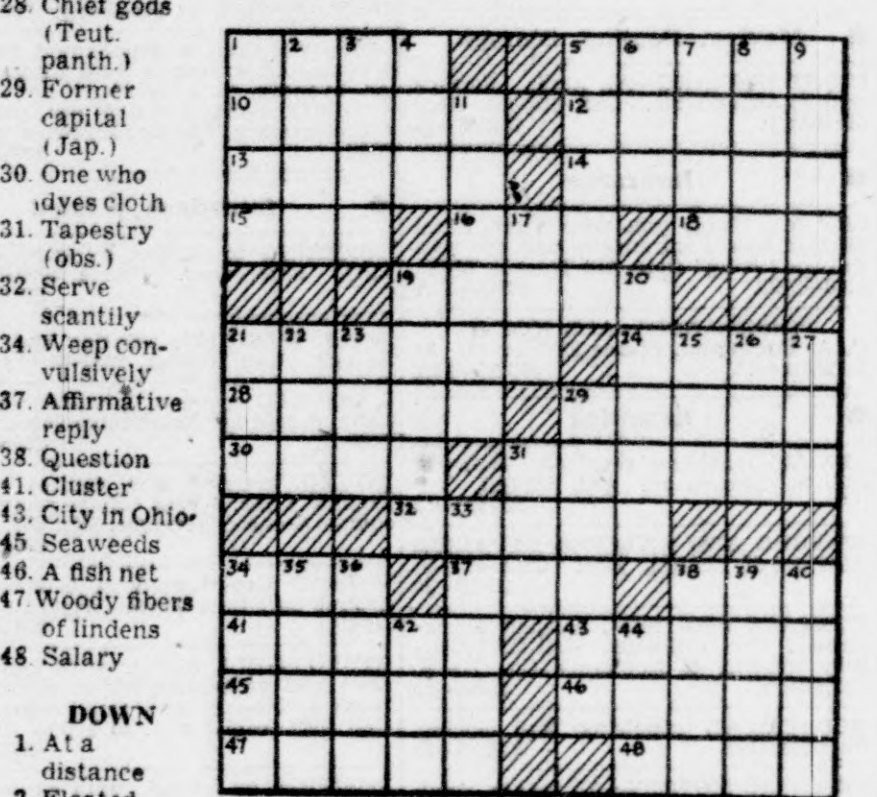 28. Chief gods
(Teut.
panth.)
29. Former
capital
(Jap.)
30. One who
dyes cloth
31. Tapestry
(obs.)
32. Serve
scantily
34. Weep con-
vulsively
37. Affirmative
reply
38. Question
41. Cluster
43. City in Ohio
45. Seaweeds
46. A fish net
47. Woody fibers
of lindens
48. Salary
DOWN
1. At a
distance
2. Floated
1 2 3 4 5 6 7 8 9
10 11 12
13 14
15 16 17 18
19 20
21 22 23 24 25 26 27
28 29
30 31
32 33
34 35 36 37 38 39 40
41 42 43 44
45 46
47 48